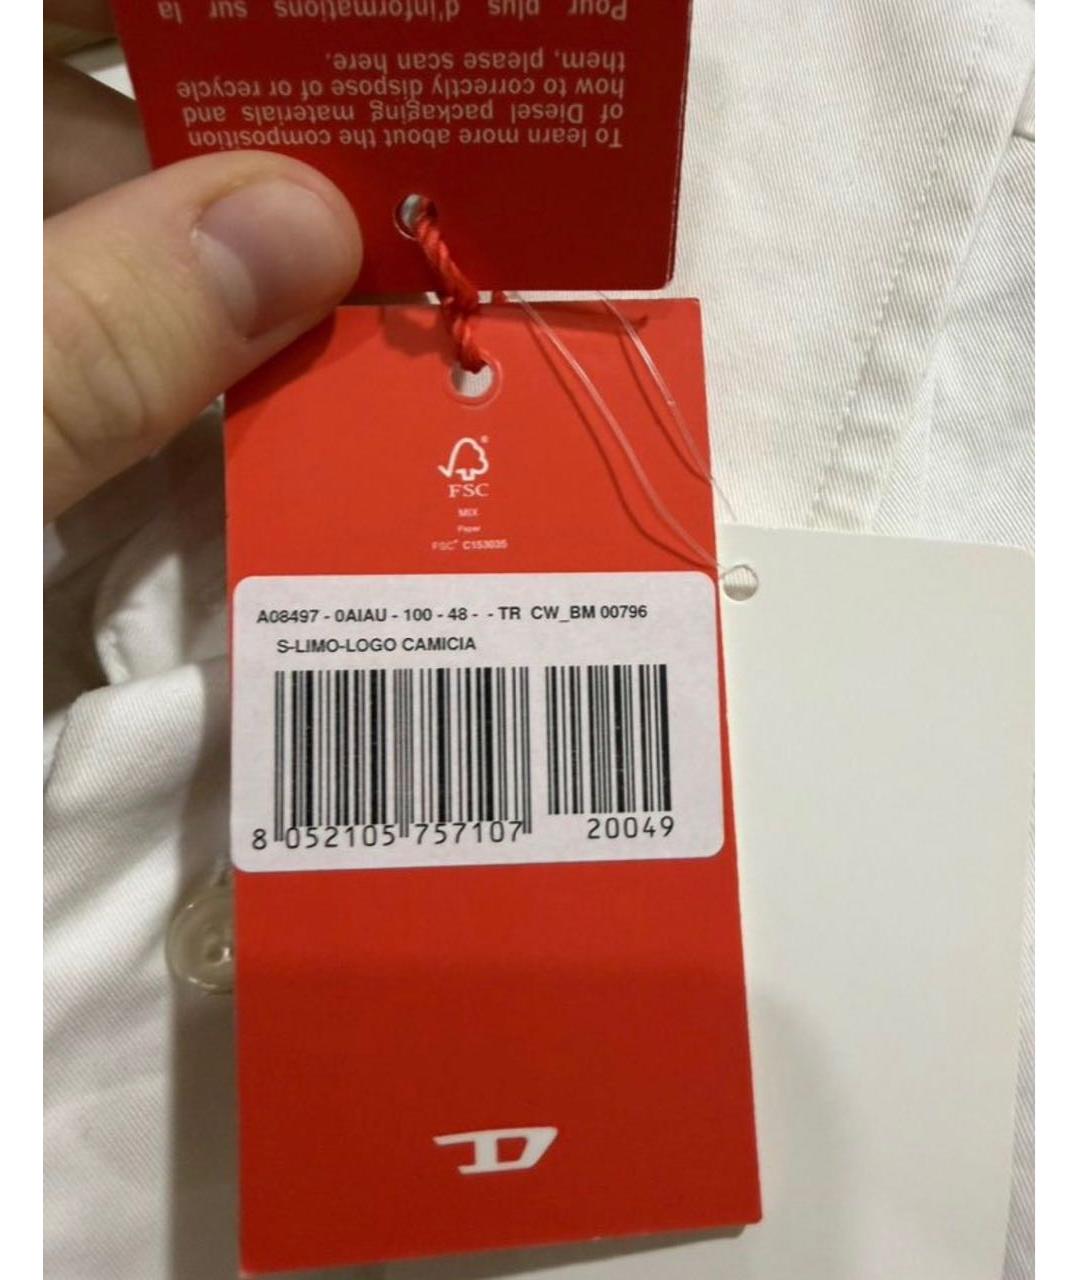 Pour plus d'informations sur la
them, please scan here.
how to correctly dispose or recycle
of Diesel packaging materials and
To learn more about the composition
FSC®
MIX
Paper
FSC® C153035
A08497 - 0AIAU - 100 - 48 - - TR CW_BM 00796
S-LIMO-LOGO CAMICIA
8 052105 757107 20049
D